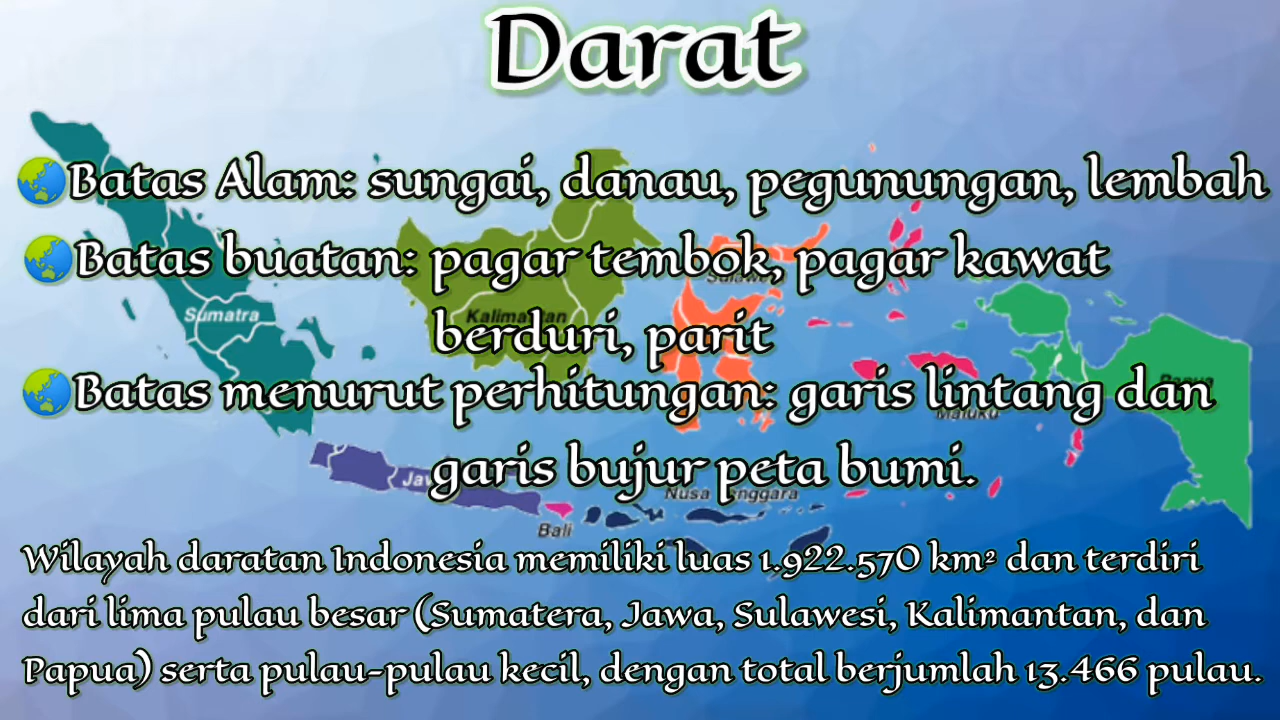 Darat
Batas Alam: sungai, danau, pegunungan, lembah
Batas buatan: pagar tembok, pagar kawat
berduri, parit
Batas menurut perhitungan: garis lintang dan
garis bujur peta bumi.
Wilayah daratan Indonesia memiliki luas 1.922.570 km² dan terdiri
dari lima pulau besar (Sumatera, Jawa, Sulawesi, Kalimantan, dan
Papua) serta pulau-pulau kecil, dengan total berjumlah 13.466 pulau.
Sumatra
Kalimantan
Sulawesi
Papua
Maluku
Bali